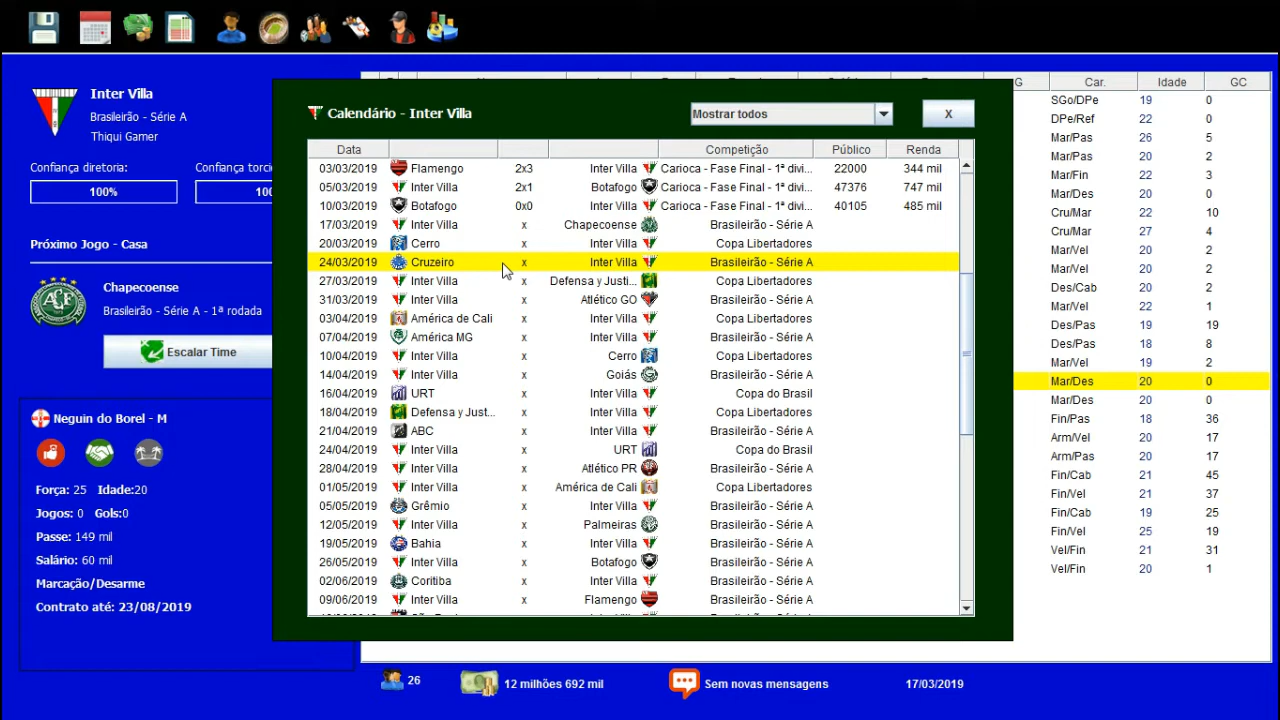 Inter Villa
Brasileirão - Série A
Thiqui Gamer
Confiança diretoria:
Confiança torci
100%
100
Próximo Jogo - Casa
Chapecoense
Brasileirão - Série A - 1ª rodada
Escalar Time
Neguin do Borel - M
Força: 25 Idade:20
Jogos: 0 Gols:0
Passe: 149 mil
Salário: 60 mil
Marcação/Desarme
Contrato até: 23/08/2019
Calendário - Inter Villa
Mostrar todos
X
Data Competição Público Renda
03/03/2019 Flamengo 2x3 Inter Villa Carioca - Fase Final - 1ª divi... 22000 344 mil
05/03/2019 Inter Villa 2x1 Botafogo Carioca - Fase Final - 1ª divi... 47376 747 mil
10/03/2019 Botafogo 0x0 Inter Villa Carioca - Fase Final - 1ª divi... 40105 485 mil
17/03/2019 Inter Villa x Chapecoense Brasileirão - Série A
20/03/2019 Cerro x Inter Villa Copa Libertadores
24/03/2019 Cruzeiro x Inter Villa Brasileirão - Série A
27/03/2019 Inter Villa x Defensa y Justi... Copa Libertadores
31/03/2019 Inter Villa x Atlético GO Brasileirão - Série A
03/04/2019 América de Cali x Inter Villa Copa Libertadores
07/04/2019 América MG x Inter Villa Brasileirão - Série A
10/04/2019 Inter Villa x Cerro Copa Libertadores
14/04/2019 Inter Villa x Goiás Brasileirão - Série A
16/04/2019 URT x Inter Villa Copa do Brasil
18/04/2019 Defensa y Just... x Inter Villa Copa Libertadores
21/04/2019 ABC x Inter Villa Brasileirão - Série A
24/04/2019 Inter Villa x URT Copa do Brasil
28/04/2019 Inter Villa x Atlético PR Brasileirão - Série A
01/05/2019 Inter Villa x América de Cali Copa Libertadores
05/05/2019 Grêmio x Inter Villa Brasileirão - Série A
12/05/2019 Inter Villa x Palmeiras Brasileirão - Série A
19/05/2019 Bahia x Inter Villa Brasileirão - Série A
26/05/2019 Inter Villa x Botafogo Brasileirão - Série A
02/06/2019 Coritiba x Inter Villa Brasileirão - Série A
09/06/2019 Inter Villa x Flamengo Brasileirão - Série A
G Car. Idade GC
SGo/DPe 19 0
DPe/Ref 22 0
Mar/Pas 26 5
Mar/Pas 20 2
Mar/Fin 22 3
Mar/Des 20 0
Cru/Mar 22 10
Cru/Mar 27 4
Mar/Vel 20 2
Mar/Vel 20 2
Des/Cab 20 2
Mar/Vel 22 1
Des/Pas 19 19
Des/Pas 18 8
Mar/Vel 19 2
Mar/Des 20 0
Mar/Des 20 0
Fin/Pas 18 36
Arm/Vel 20 17
Arm/Pas 20 17
Fin/Cab 21 45
Fin/Vel 21 37
Fin/Cab 19 25
Fin/Vel 25 19
Vel/Fin 21 31
Vel/Fin 20 1
26
12 milhões 692 mil
Sem novas mensagens
17/03/2019